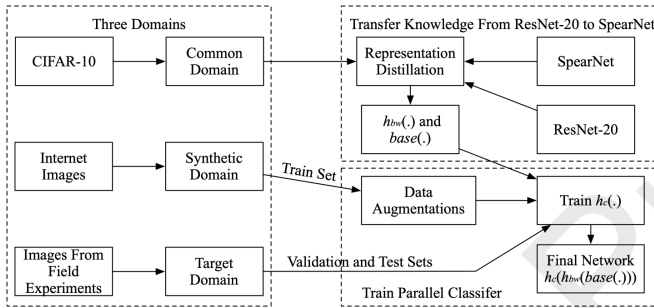 Three Domains
Transfer Knowledge From ResNet-20 to SpearNet
CIFAR-10
Common
Domain
Representation
Distillation
SpearNet
hbw(.) and
base(.)
ResNet-20
Internet
Images
Synthetic
Domain
Train Set
Data
Augmentations
Train hc(.)
Images From
Field
Experiments
Target
Domain
Validation and Test Sets
Final Network
hc(hbw(base(.)))
Train Parallel Classifer